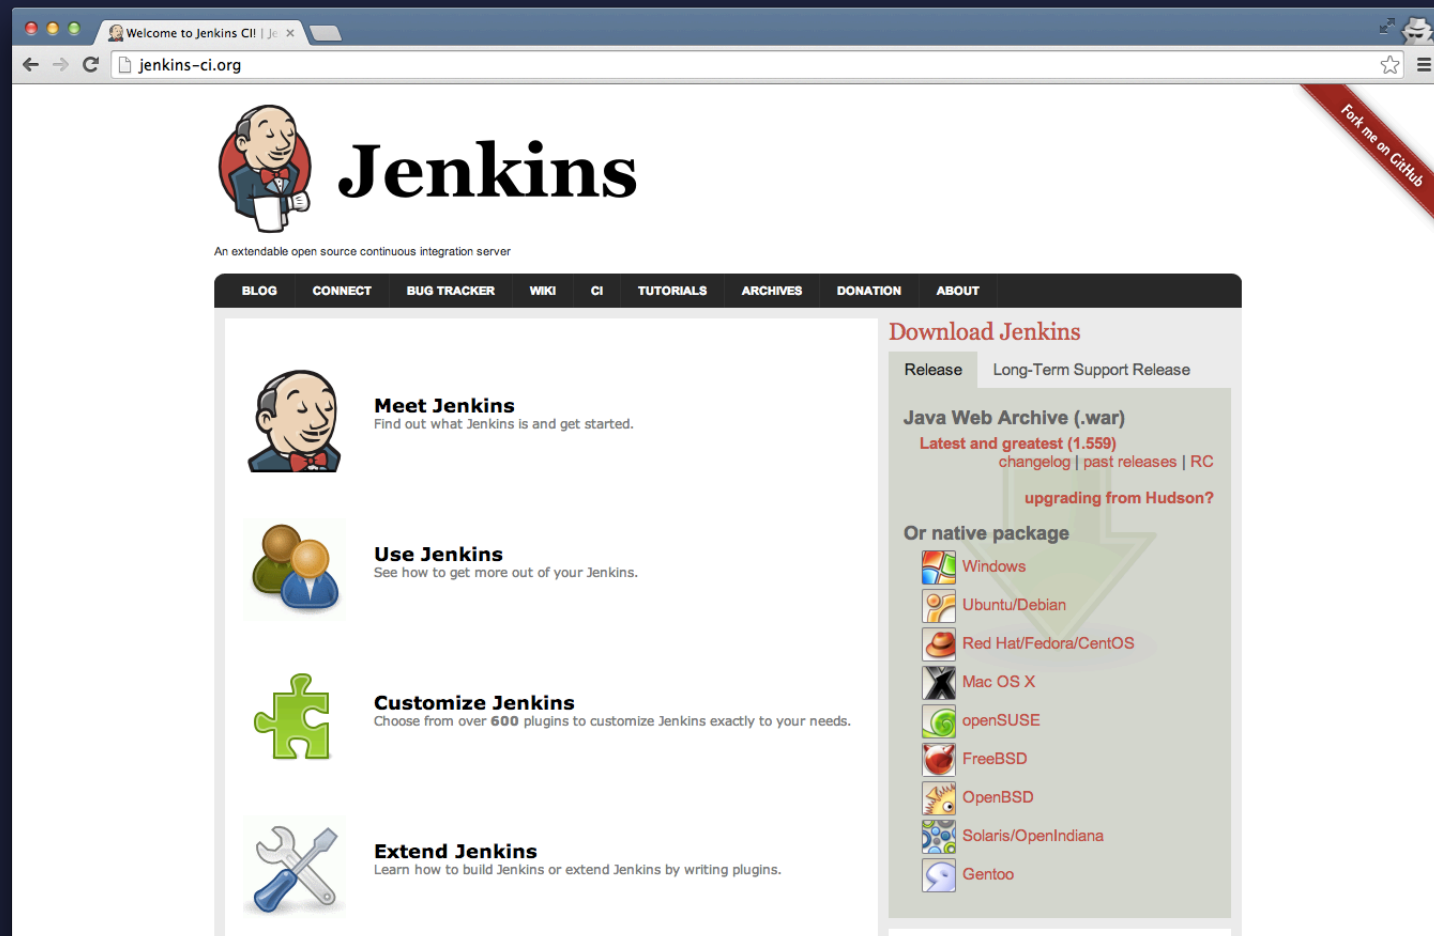 Welcome to Jenkins CI! | Je
jenkins-ci.org
Fork me on GitHub
Jenkins
An extendable open source continuous integration server
BLOG CONNECT BUG TRACKER WIKI CI TUTORIALS ARCHIVES DONATION ABOUT
Meet Jenkins
Find out what Jenkins is and get started.
Use Jenkins
See how to get more out of your Jenkins.
Customize Jenkins
Choose from over 600 plugins to customize Jenkins exactly to your needs.
Extend Jenkins
Learn how to build Jenkins or extend Jenkins by writing plugins.
Download Jenkins
Release Long-Term Support Release
Java Web Archive (.war)
Latest and greatest (1.559)
changelog | past releases | RC
upgrading from Hudson?
Or native package
Windows
Ubuntu/Debian
Red Hat/Fedora/CentOS
Mac OS X
openSUSE
FreeBSD
OpenBSD
Solaris/OpenIndiana
Gentoo